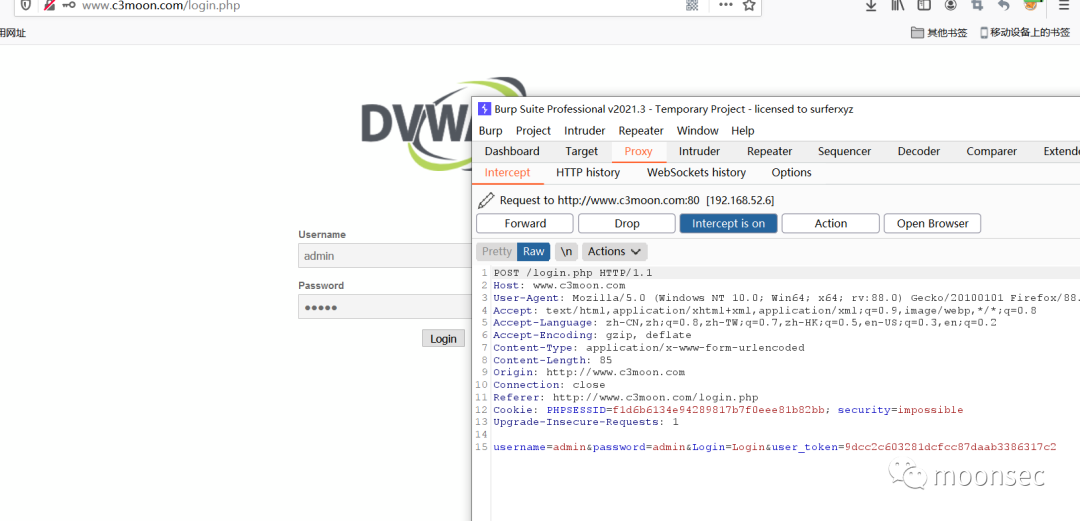 www.c3moon.com/login.php
用网址
其他书签
移动设备上的书签
DVWA
Username
admin
Password
Login
Burp Suite Professional v2021.3 - Temporary Project - licensed to surferxyz
Burp Project Intruder Repeater Window Help
Dashboard Target Proxy Intruder Repeater Sequencer Decoder Comparer Extende
Intercept HTTP history WebSockets history Options
Request to http://www.c3moon.com:80 [192.168.52.6]
Forward Drop Intercept is on Action Open Browser
Pretty Raw \n Actions
1 POST /login.php HTTP/1.1
2 Host: www.c3moon.com
3 User-Agent: Mozilla/5.0 (Windows NT 10.0; Win64; x64; rv:88.0) Gecko/20100101 Firefox/88.
4 Accept: text/html,application/xhtml+xml,application/xml;q=0.9,image/webp,*/*;q=0.8
5 Accept-Language: zh-CN,zh;q=0.8,zh-TW;q=0.7,zh-HK;q=0.5,en-US;q=0.3,en;q=0.2
6 Accept-Encoding: gzip, deflate
7 Content-Type: application/x-www-form-urlencoded
8 Content-Length: 85
9 Origin: http://www.c3moon.com
10 Connection: close
11 Referer: http://www.c3moon.com/login.php
12 Cookie: PHPSESSID=f1d6b6134e94289817b7f0eee81b82bb; security=impossible
13 Upgrade-Insecure-Requests: 1
14
15 username=admin&password=admin&Login=Login&user_token=9dcc2c603281dcfcc87daab3386317c2
moonsec